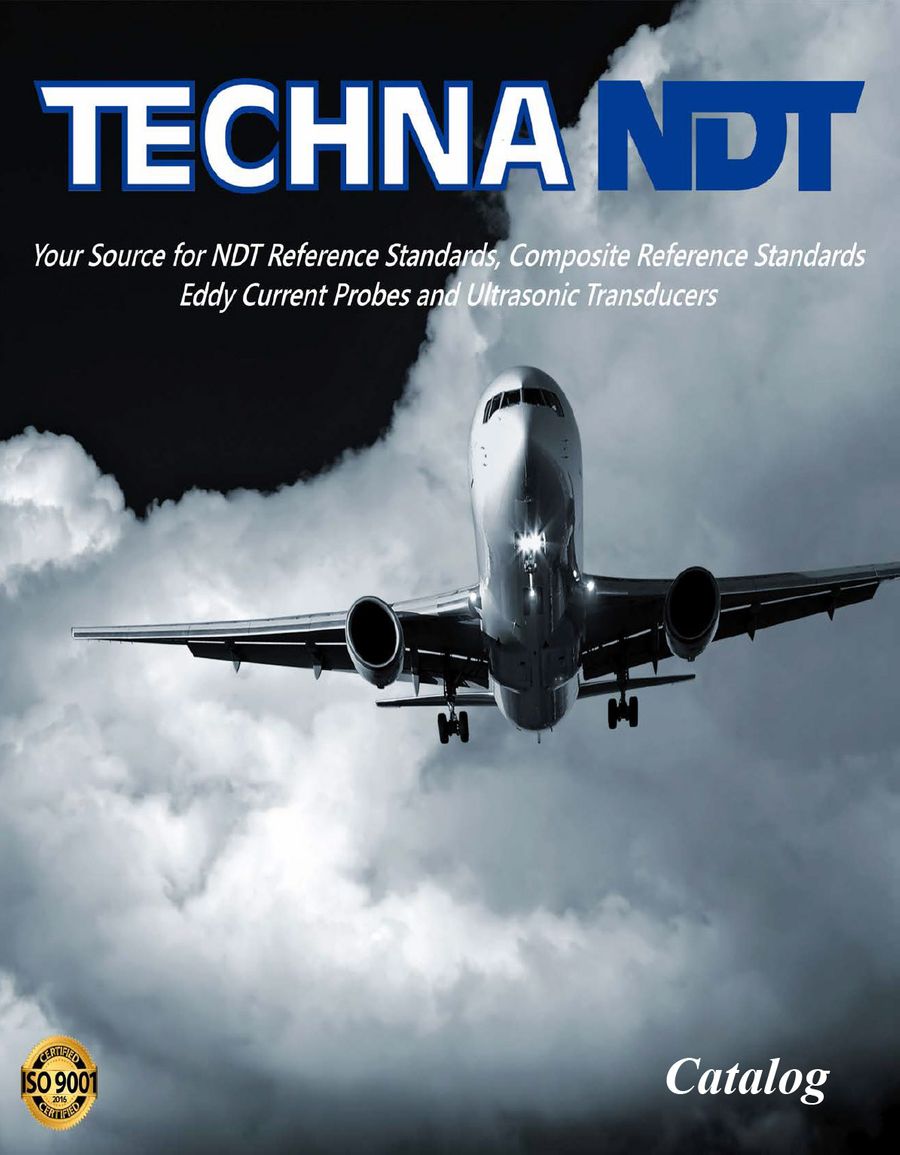 TECHNA NDT
Your Source for NDT Reference Standards, Composite Reference Standards
Eddy Current Probes and Ultrasonic Transducers
CERTIFIED
ISO 9001
2016
CERTIFIED
Catalog